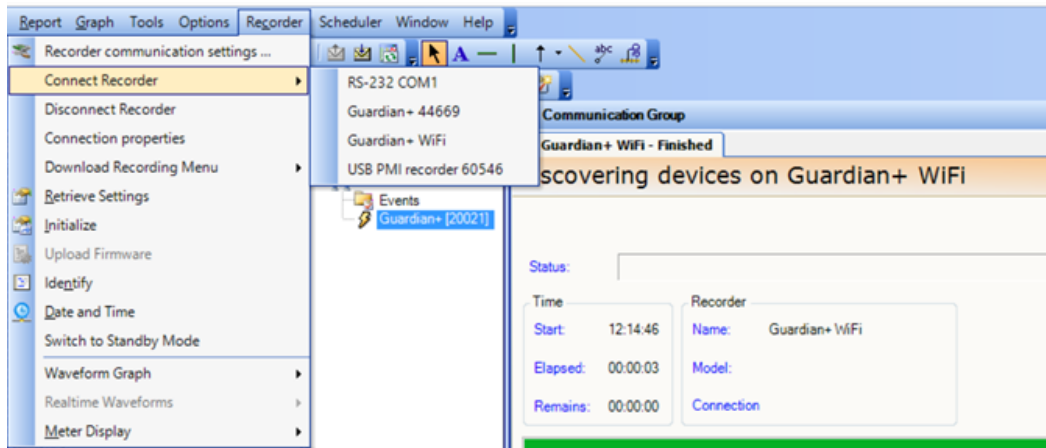 Report Graph Tools Options Recorder Scheduler Window Help
Recorder communication settings ...
Connect Recorder
Disconnect Recorder
Connection properties
Download Recording Menu
Retrieve Settings
Initialize
Upload Firmware
Identify
Date and Time
Switch to Standby Mode
Waveform Graph
Realtime Waveforms
Meter Display
RS-232 COM1
Guardian+ 44669
Guardian+ WiFi
USB PMI recorder 60546
A
abc
Events
Guardian+ [20021]
Communication Group
Guardian+ WiFi - Finished
scovering devices on Guardian+ WiFi
Status:
Time
Start: 12:14:46
Elapsed: 00:00:03
Remains: 00:00:00
Recorder
Name: Guardian+ WiFi
Model:
Connection